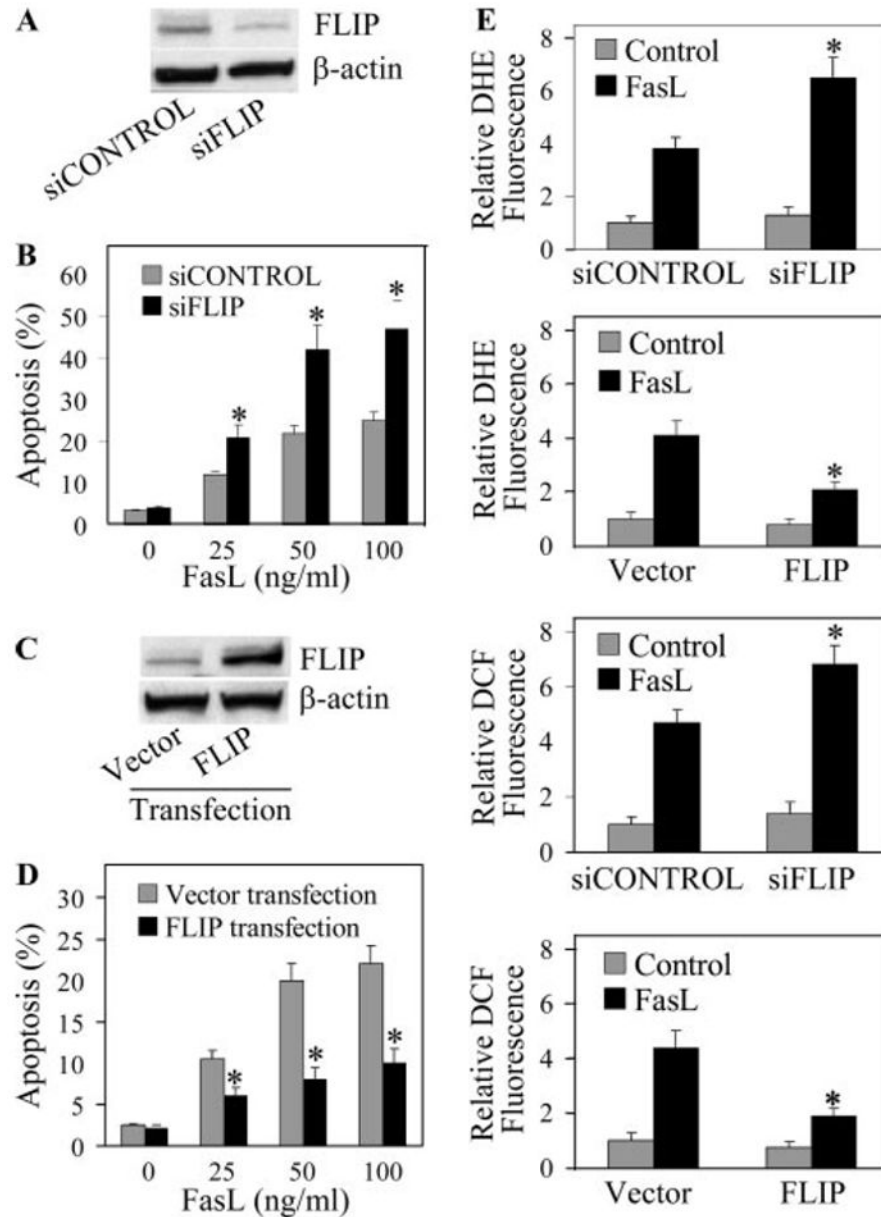 A
FLIP
β-actin
siCONTROL
siFLIP
B
siCONTROL
siFLIP
Apoptosis (%)
60
50
40
30
20
10
0
0 25 50 100
FasL (ng/ml)
C
FLIP
β-actin
Vector
FLIP
Transfection
D
Vector transfection
FLIP transfection
Apoptosis (%)
30
25
20
15
10
5
0
0 25 50 100
FasL (ng/ml)
E
Control
FasL
Relative DHE
Fluorescence
8
6
4
2
0
*
siCONTROL siFLIP
Control
FasL
Relative DHE
Fluorescence
8
6
4
2
0
*
Vector FLIP
Control
FasL
Relative DCF
Fluorescence
8
6
4
2
0
*
siCONTROL siFLIP
Control
FasL
Relative DCF
Fluorescence
8
6
4
2
0
*
Vector FLIP